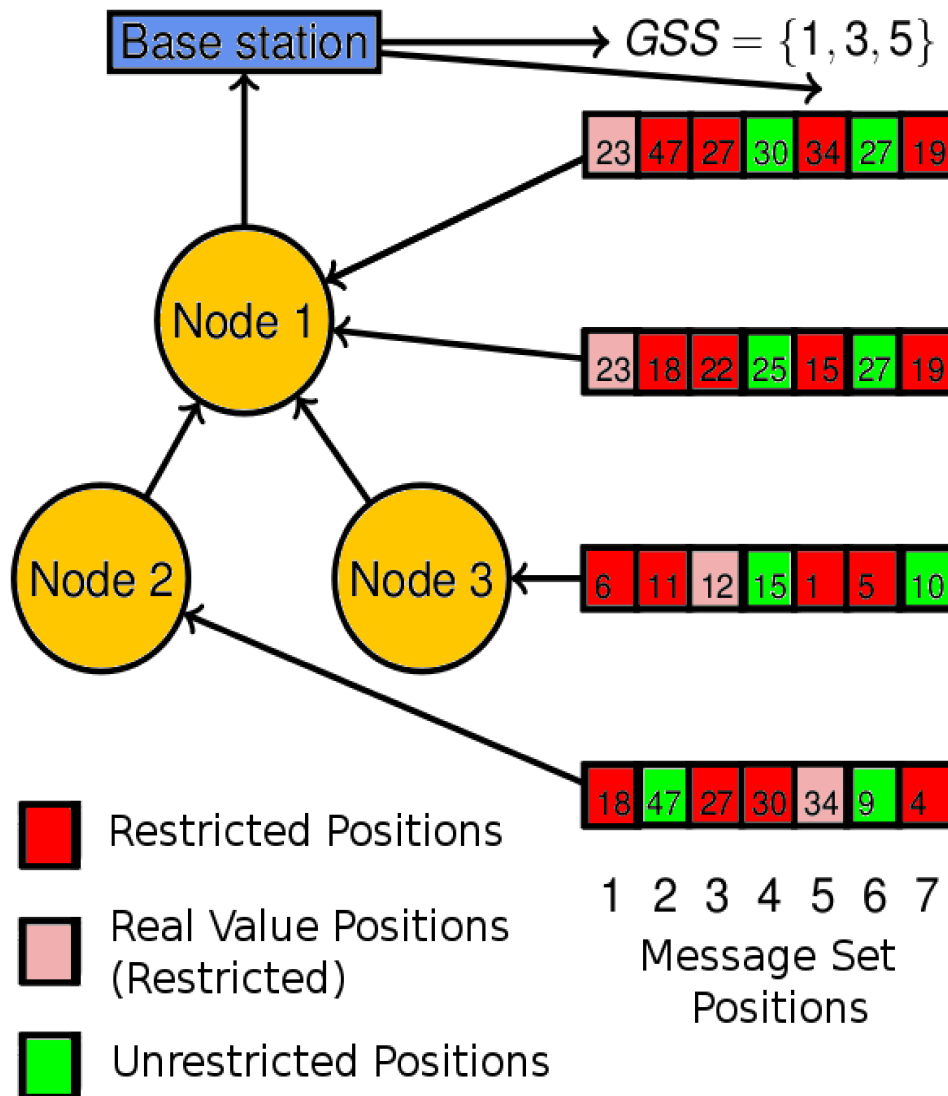 Base station
GSS = {1, 3, 5}
23 47 27 30 34 27 19
Node 1
23 18 22 25 15 27 19
Node 2
Node 3
6 11 12 15 1 5 10
18 47 27 30 34 9 4
Restricted Positions
1 2 3 4 5 6 7
Real Value Positions
(Restricted)
Message Set
Positions
Unrestricted Positions